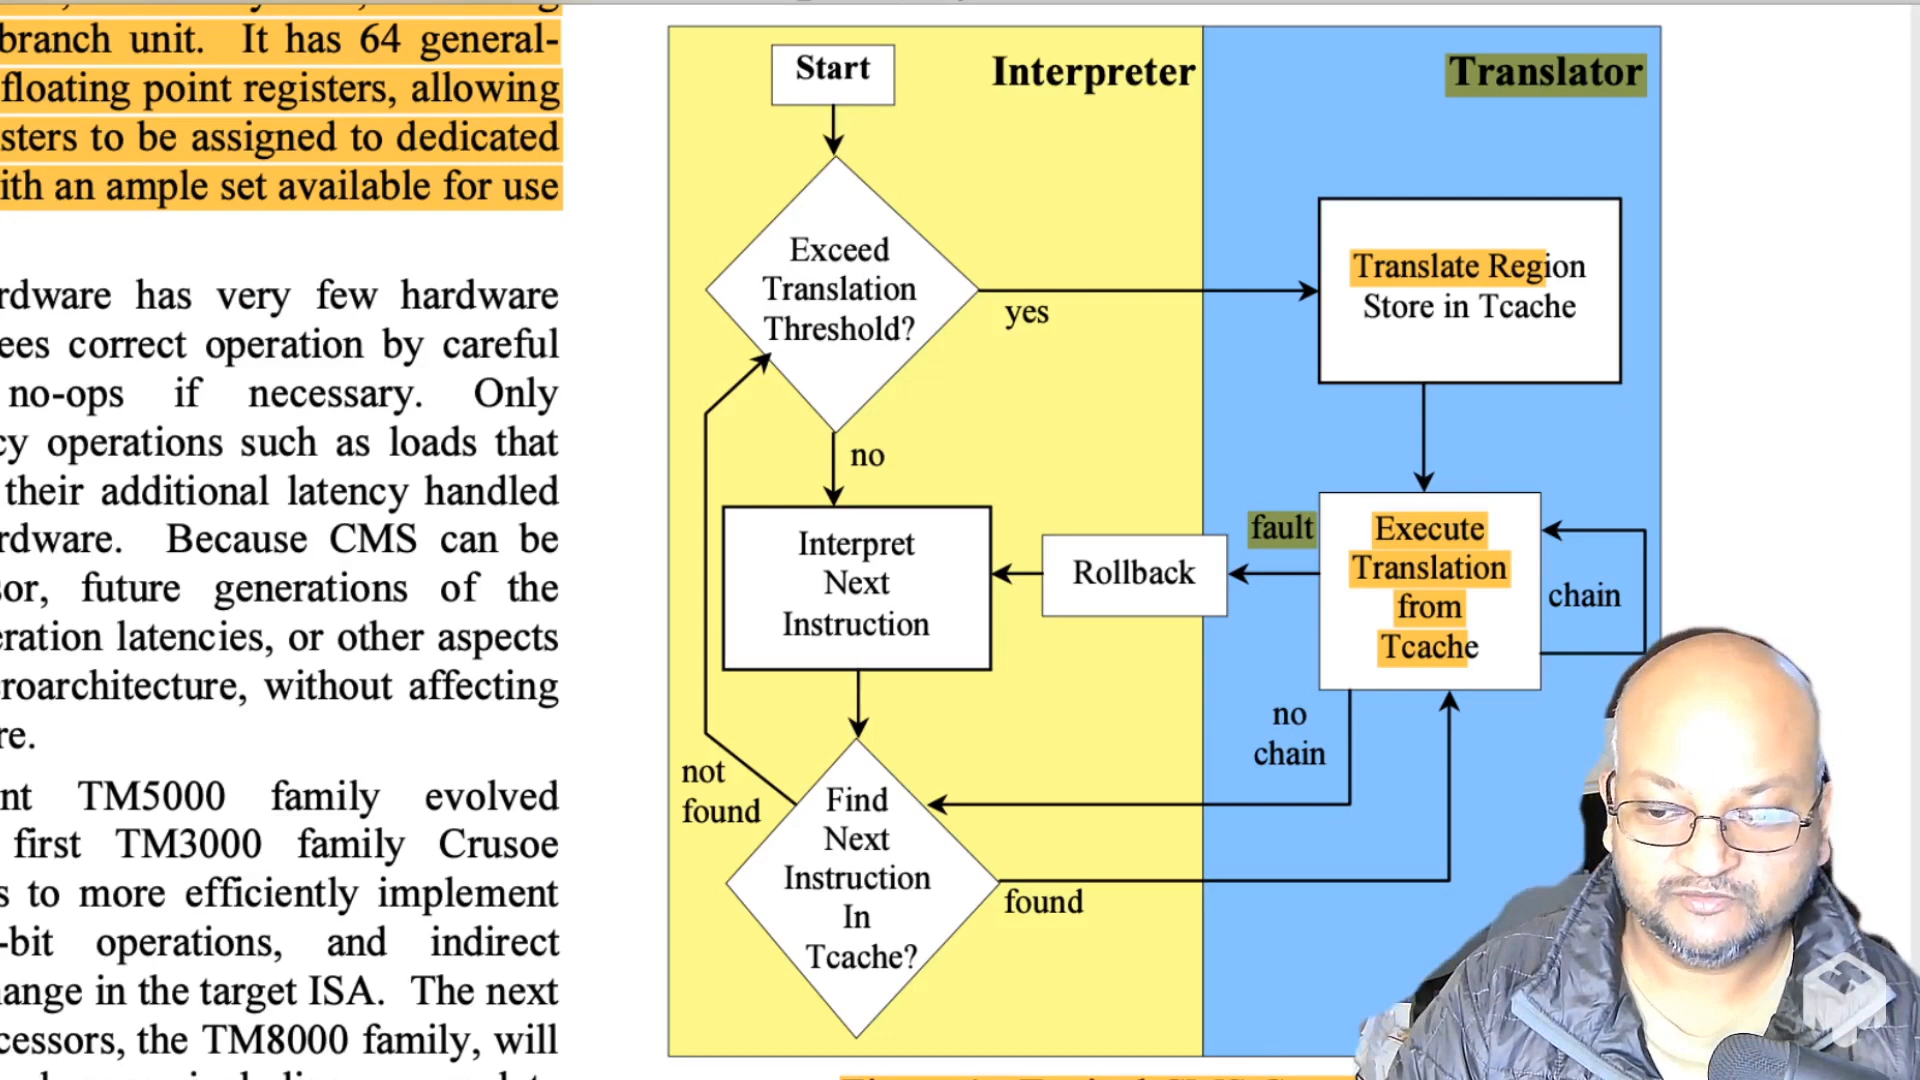 branch unit. It has 64 general-
floating point registers, allowing
sters to be assigned to dedicated
ith an ample set available for use
rdware has very few hardware
ees correct operation by careful
no-ops if necessary. Only
cy operations such as loads that
their additional latency handled
rdware. Because CMS can be
sor, future generations of the
eration latencies, or other aspects
roarchitecture, without affecting
re.
nt TM5000 family evolved
first TM3000 family Crusoe
s to more efficiently implement
-bit operations, and indirect
hange in the target ISA. The next
cessors, the TM8000 family, will
Start
Interpreter
Translator
Exceed
Translation
Threshold?
yes
Translate Region
Store in Tcache
no
Interpret
Next
Instruction
Rollback
fault
Execute
Translation
from
Tcache
chain
no
chain
not
found
Find
Next
Instruction
In
Tcache?
found